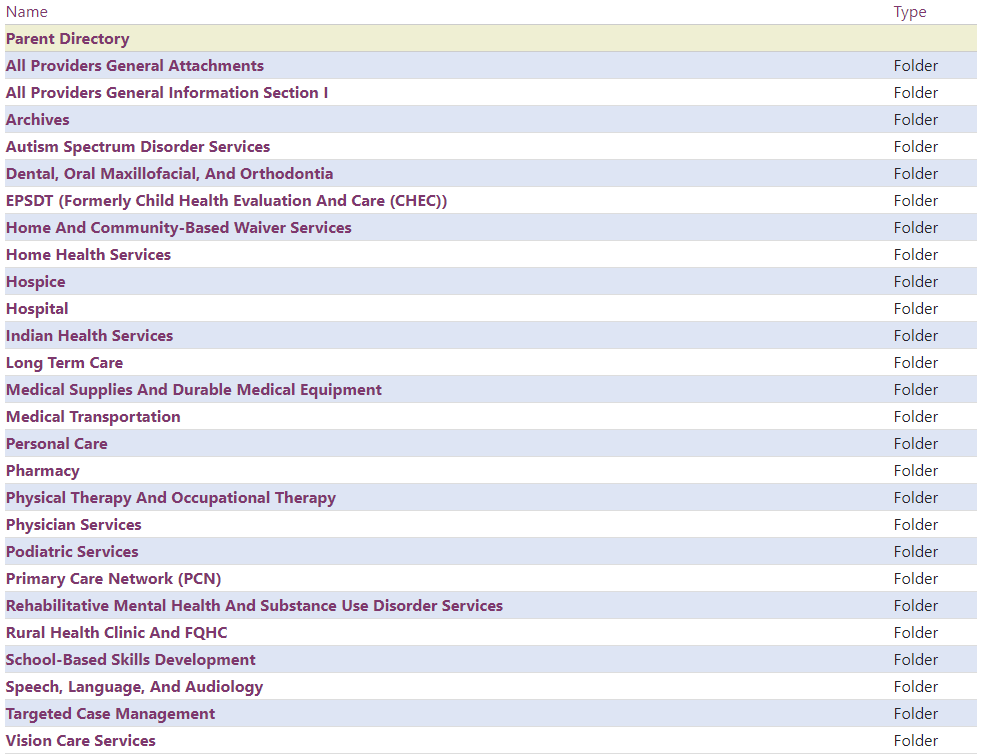 Name Type
Parent Directory
All Providers General Attachments Folder
All Providers General Information Section I Folder
Archives Folder
Autism Spectrum Disorder Services Folder
Dental, Oral Maxillofacial, And Orthodontia Folder
EPSDT (Formerly Child Health Evaluation And Care (CHEC)) Folder
Home And Community-Based Waiver Services Folder
Home Health Services Folder
Hospice Folder
Hospital Folder
Indian Health Services Folder
Long Term Care Folder
Medical Supplies And Durable Medical Equipment Folder
Medical Transportation Folder
Personal Care Folder
Pharmacy Folder
Physical Therapy And Occupational Therapy Folder
Physician Services Folder
Podiatric Services Folder
Primary Care Network (PCN) Folder
Rehabilitative Mental Health And Substance Use Disorder Services Folder
Rural Health Clinic And FQHC Folder
School-Based Skills Development Folder
Speech, Language, And Audiology Folder
Targeted Case Management Folder
Vision Care Services Folder